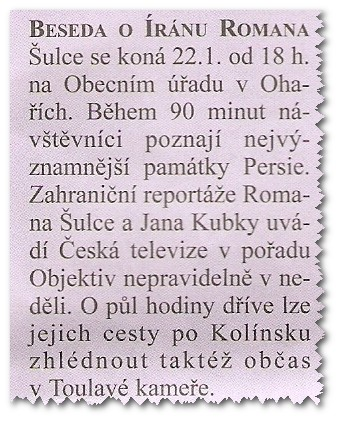 BESEDA O ÍRÁNU ROMANA
Šulce se koná 22.1. od 18 h.
na Obecním úřadu v Oha-
řích. Během 90 minut ná-
vštěvníci poznají nejvý-
znamnější památky Persie.
Zahraniční reportáže Roma-
na Šulce a Jana Kubky uvá-
dí Česká televize v pořadu
Objektiv nepravidelně v ne-
děli. O půl hodiny dříve lze
jejich cesty po Kolínsku
zhlédnout taktéž občas
v Toulavé kameře.